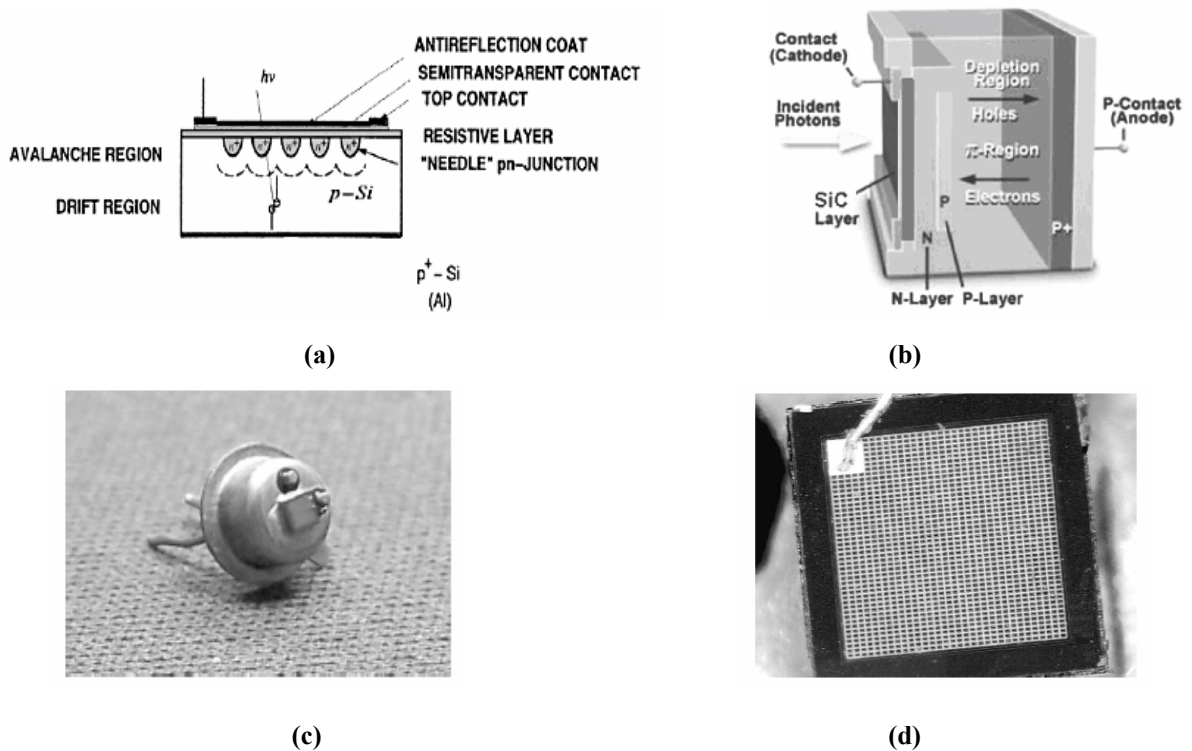 hν
ANTIREFLECTION COAT
SEMITRANSPARENT CONTACT
TOP CONTACT
RESISTIVE LAYER
"NEEDLE" pn-JUNCTION
AVALANCHE REGION
n+ n+ n+ n+ n+
p-Si
DRIFT REGION
p+ - Si
(Al)
(a)
Contact
(Cathode)
Incident
Photons
Depletion
Region
Holes
π-Region
Electrons
P-Contact
(Anode)
SiC
Layer
P
N
P+
N-Layer
P-Layer
(b)
(c)
(d)